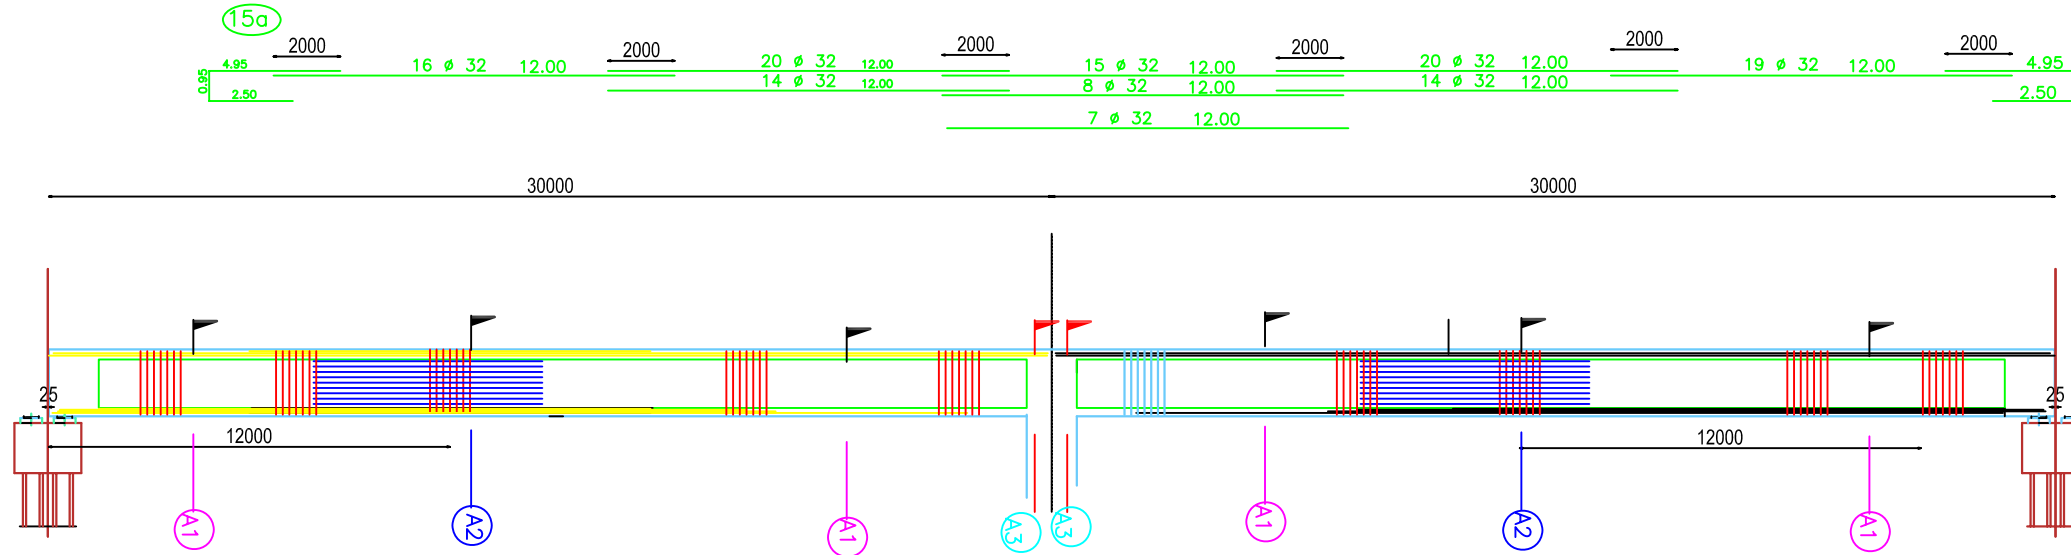 15a
2000 2000 2000 2000 2000 2000
4.95 16 ø 32 12.00 20 ø 32 12.00 15 ø 32 12.00 20 ø 32 12.00 19 ø 32 12.00 4.95
0.95 14 ø 32 12.00 8 ø 32 12.00 14 ø 32 12.00
2.50 2.50
7 ø 32 12.00
30000 30000
25 25
12000 12000
A1 A2 A1 A3 A3 A1 A2 A1